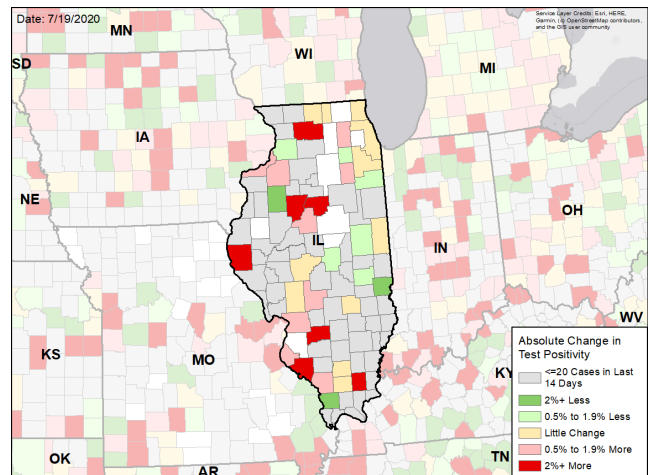 Date: 7/19/2020
Service Layer Credits: Esri, HERE,
Garmin, (c) OpenStreetMap contributors,
and the GIS user community
MN
SD
WI
MI
IA
NE
OH
IL
IN
WV
KS
MO
KY
OK
AR
TN
Absolute Change in
Test Positivity
<=20 Cases in Last
14 Days
2%+ Less
0.5% to 1.9% Less
Little Change
0.5% to 1.9% More
2%+ More